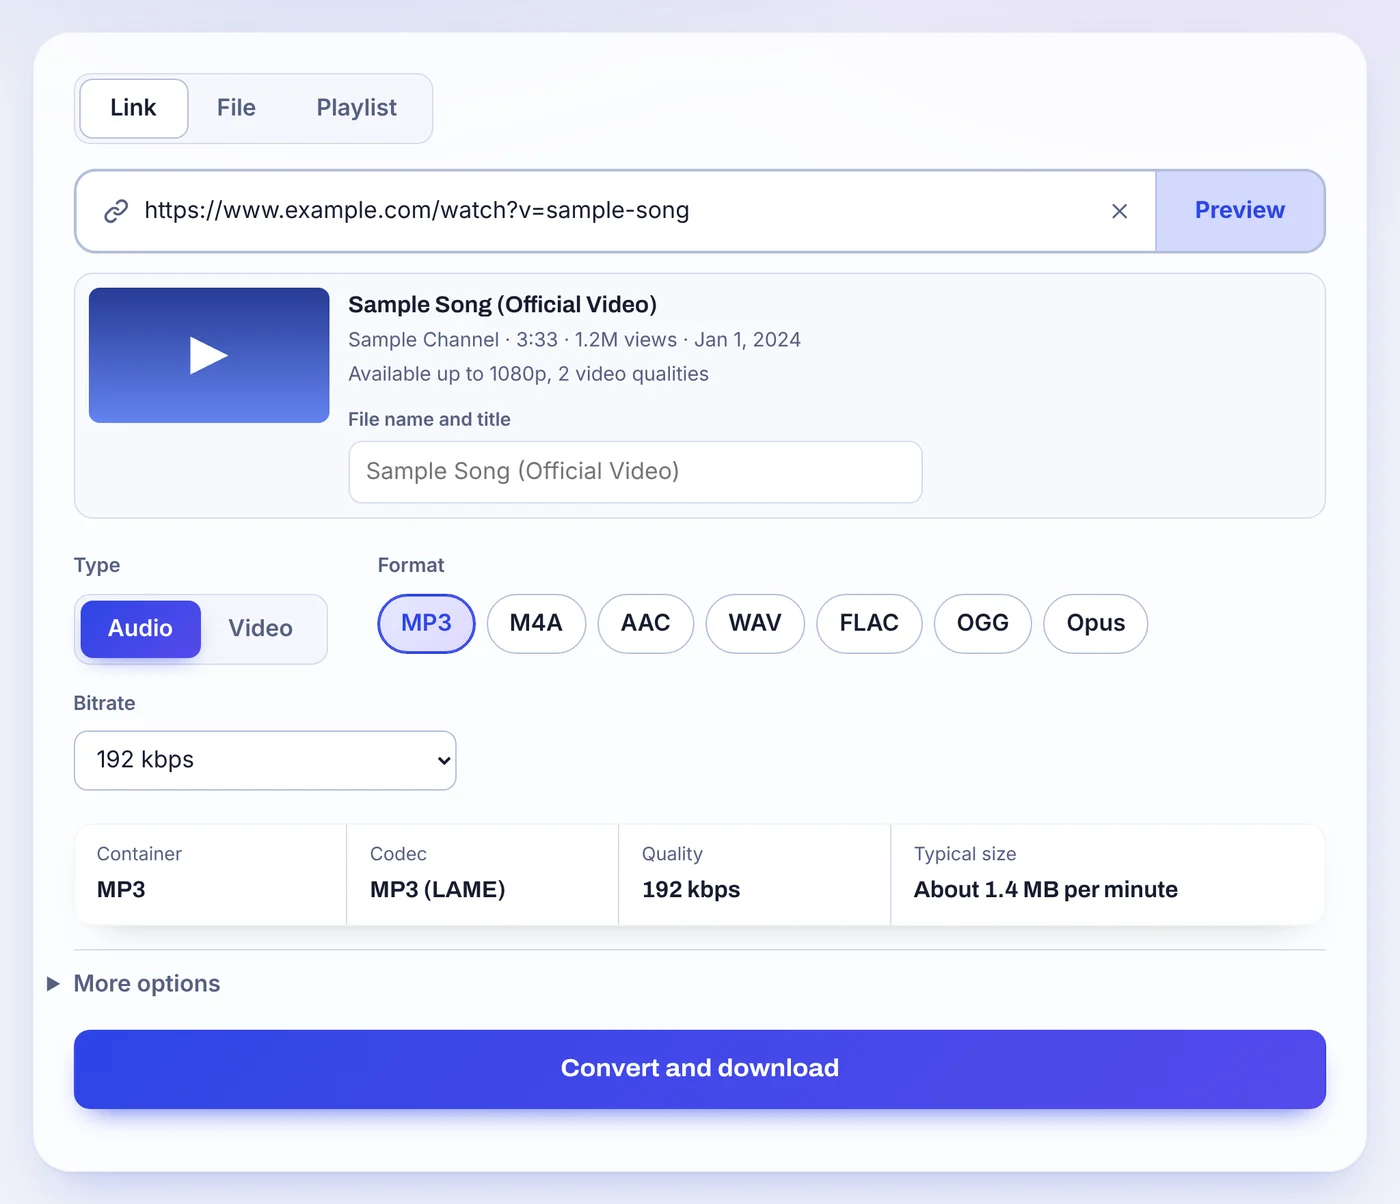 Link File Playlist
https://www.example.com/watch?v=sample-song Preview
Sample Song (Official Video)
Sample Channel · 3:33 · 1.2M views · Jan 1, 2024
Available up to 1080p, 2 video qualities
File name and title
Sample Song (Official Video)
Type Format
Audio Video MP3 M4A AAC WAV FLAC OGG Opus
Bitrate
192 kbps
Container Codec Quality Typical size
MP3 MP3 (LAME) 192 kbps About 1.4 MB per minute
More options
Convert and download